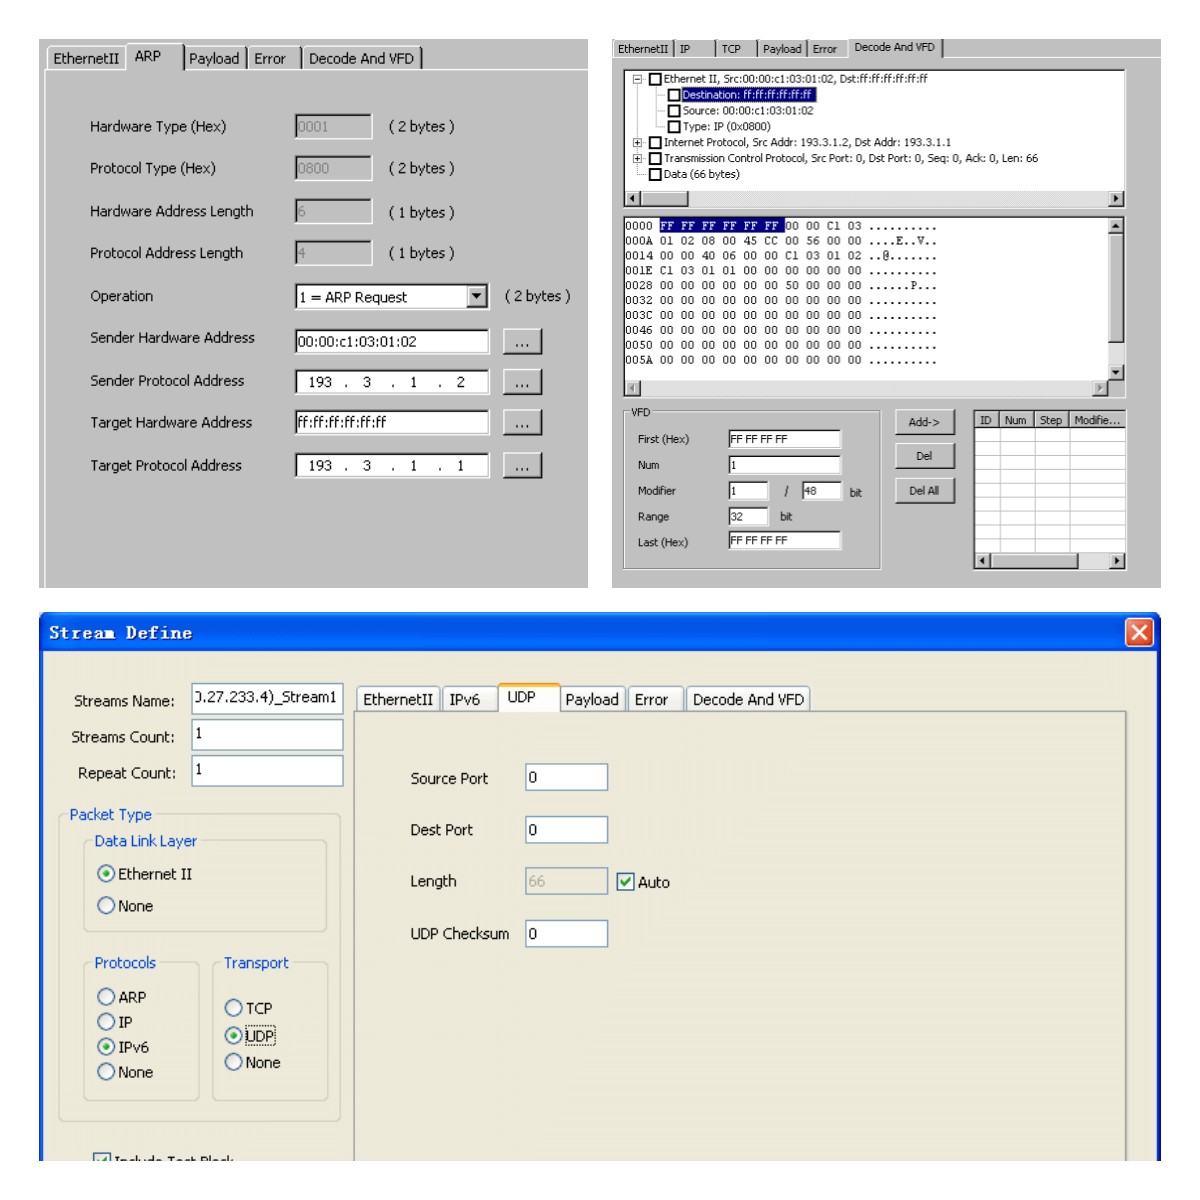 EthernetII ARP Payload Error Decode And VFD
Hardware Type (Hex) 0001 ( 2 bytes )
Protocol Type (Hex) 0800 ( 2 bytes )
Hardware Address Length 6 ( 1 bytes )
Protocol Address Length 4 ( 1 bytes )
Operation 1 = ARP Request ( 2 bytes )
Sender Hardware Address 00:00:c1:03:01:02 ...
Sender Protocol Address 193 . 3 . 1 . 2 ...
Target Hardware Address ff:ff:ff:ff:ff:ff ...
Target Protocol Address 193 . 3 . 1 . 1 ...
EthernetII IP TCP Payload Error Decode And VFD
Ethernet II, Src:00:00:c1:03:01:02, Dst:ff:ff:ff:ff:ff:ff
Destination: ff:ff:ff:ff:ff:ff
Source: 00:00:c1:03:01:02
Type: IP (0x0800)
Internet Protocol, Src Addr: 193.3.1.2, Dst Addr: 193.3.1.1
Transmission Control Protocol, Src Port: 0, Dst Port: 0, Seq: 0, Ack: 0, Len: 66
Data (66 bytes)
0000 FF FF FF FF FF FF 00 00 C1 03 ..........
000A 01 02 08 00 45 CC 00 56 00 00 ....E..V..
0014 00 00 40 06 00 00 C1 03 01 02 ..@.......
001E C1 03 01 01 00 00 00 00 00 00 ..........
0028 00 00 00 00 00 00 50 00 00 00 ......P...
0032 00 00 00 00 00 00 00 00 00 00 ..........
003C 00 00 00 00 00 00 00 00 00 00 ..........
0046 00 00 00 00 00 00 00 00 00 00 ..........
0050 00 00 00 00 00 00 00 00 00 00 ..........
005A 00 00 00 00 00 00 00 00 00 00 ..........
VFD
First (Hex) FF FF FF FF
Num 1
Modifier 1 / 48 bit
Range 32 bit
Last (Hex) FF FF FF FF
Add->
Del
Del All
ID Num Step Modifie...
Stream Define
Streams Name: 0.27.233.4)_Stream1
Streams Count: 1
Repeat Count: 1
Packet Type
Data Link Layer
Ethernet II
None
Protocols
ARP
IP
IPv6
None
Transport
TCP
UDP
None
Include Test Block
EthernetII IPv6 UDP Payload Error Decode And VFD
Source Port 0
Dest Port 0
Length 66 Auto
UDP Checksum 0